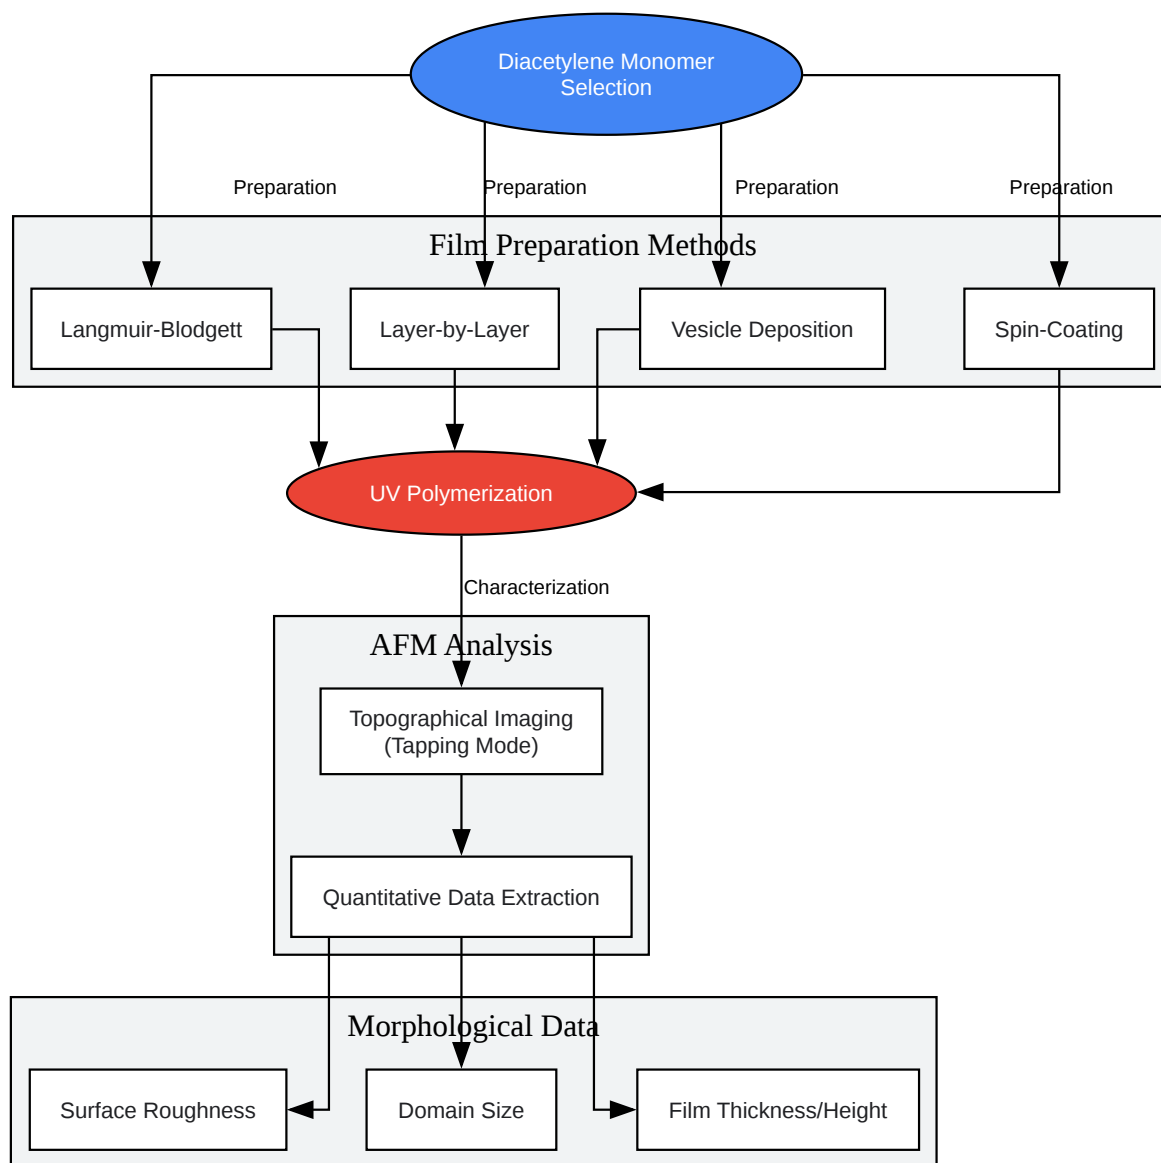 Diacetylene Monomer
Selection
Preparation
Preparation
Preparation
Preparation
Film Preparation Methods
Langmuir-Blodgett
Layer-by-Layer
Vesicle Deposition
Spin-Coating
UV Polymerization
Characterization
AFM Analysis
Topographical Imaging
(Tapping Mode)
Quantitative Data Extraction
Morphological Data
Surface Roughness
Domain Size
Film Thickness/Height